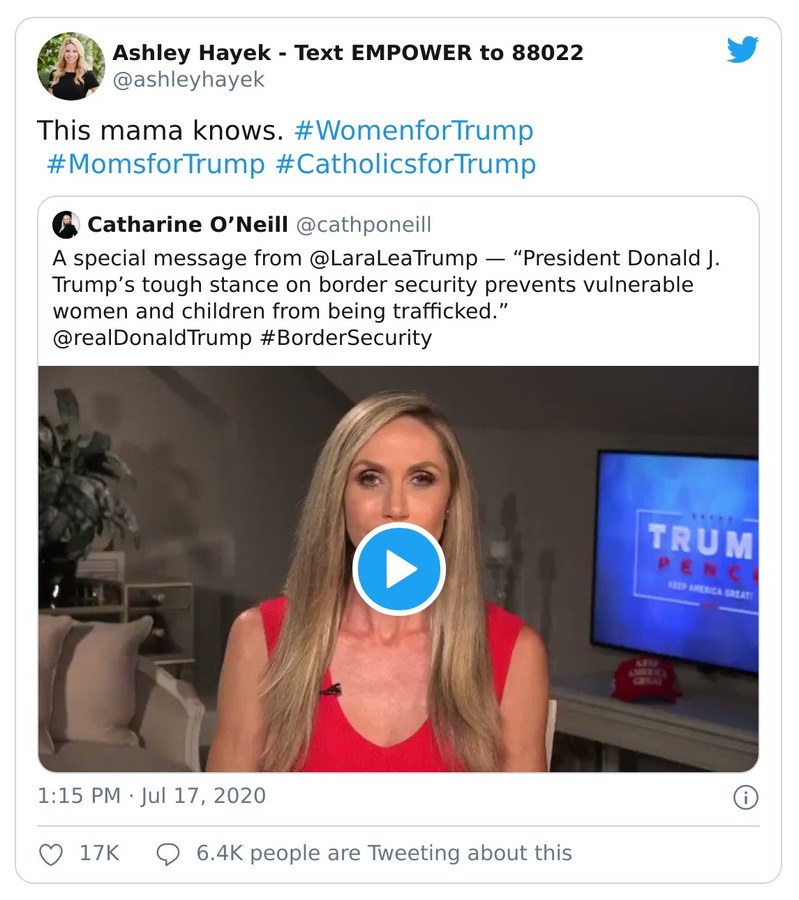 Ashley Hayek - Text EMPOWER to 88022
@ashleyhayek
This mama knows. #WomenforTrump
#MomsforTrump #CatholicsforTrump
Catharine O’Neill @cathponeill
A special message from @LaraLeaTrump — “President Donald J.
Trump’s tough stance on border security prevents vulnerable
women and children from being trafficked.”
@realDonaldTrump #BorderSecurity
TRUM
PENC
KEEP AMERICA GREAT!
KEEP
AMERICA
GREAT
1:15 PM · Jul 17, 2020
17K
6.4K people are Tweeting about this